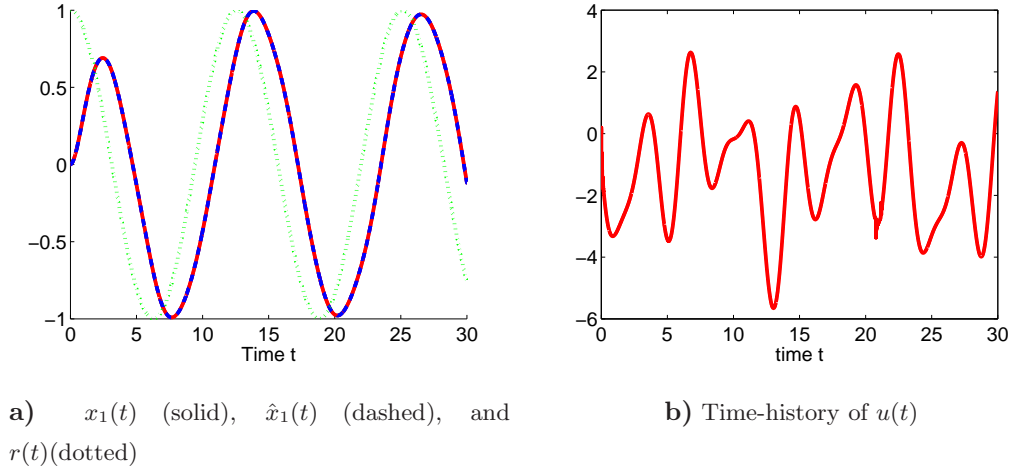 1
0.5
0
−0.5
−1
0 5 10 15 20 25 30
Time t
4
2
0
−2
−4
−6
0 5 10 15 20 25 30
time t
a) x₁(t) (solid), x̂₁(t) (dashed), and
r(t)(dotted)
b) Time-history of u(t)